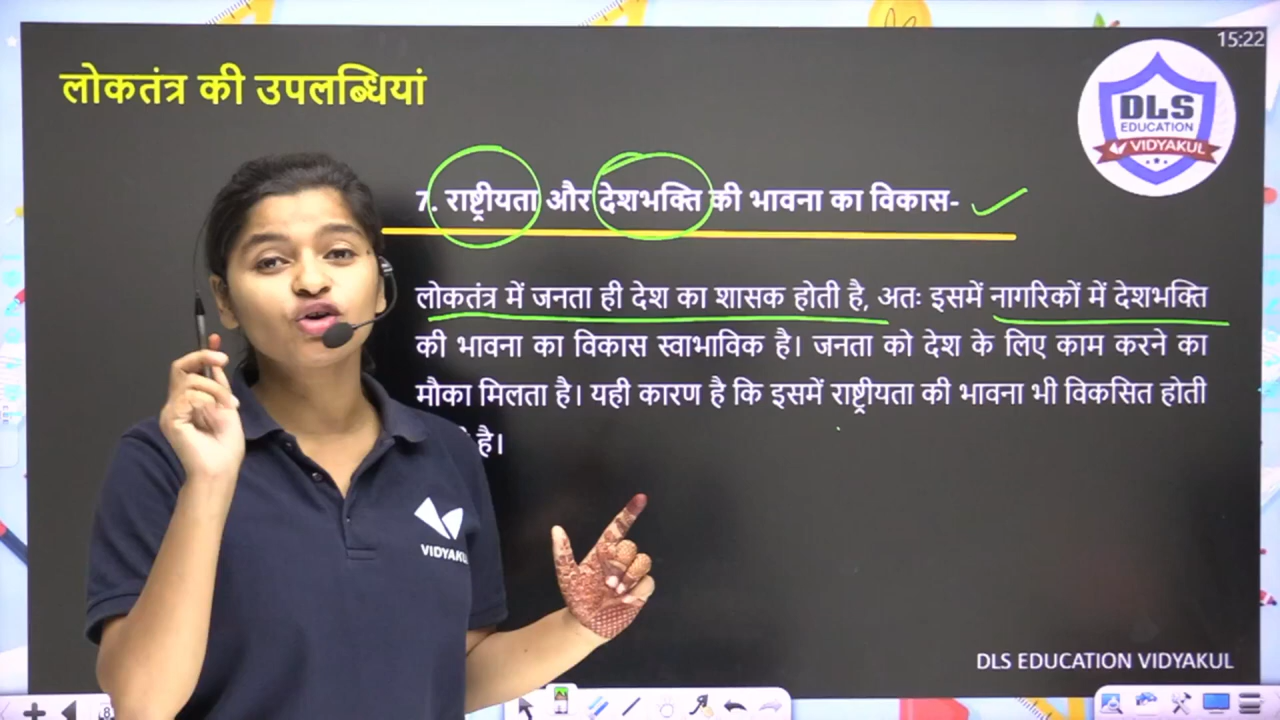 15:22
लोकतंत्र की उपलब्धियां
DLS
EDUCATION
VIDYAKUL
7. राष्ट्रीयता और देशभक्ति की भावना का विकास-
लोकतंत्र में जनता ही देश का शासक होती है, अतः इसमें नागरिकों में देशभक्ति
की भावना का विकास स्वाभाविक है। जनता को देश के लिए काम करने का
मौका मिलता है। यही कारण है कि इसमें राष्ट्रीयता की भावना भी विकसित होती
है।
VIDYAKUL
DLS EDUCATION VIDYAKUL
8